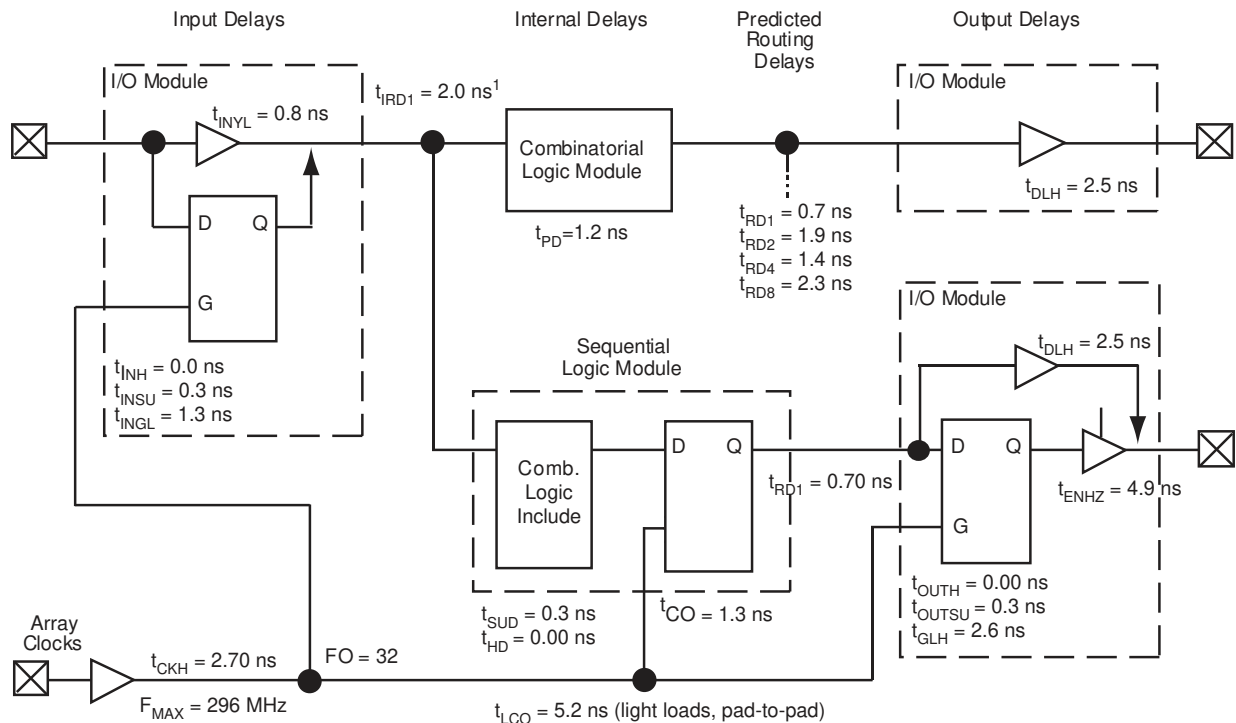 Input Delays
Internal Delays
Predicted
Routing
Delays
Output Delays
I/O Module
tINYL = 0.8 ns
tIRD1 = 2.0 ns1
Combinatorial
Logic Module
tPD=1.2 ns
I/O Module
tDLH = 2.5 ns
D
Q
G
tRD1 = 0.7 ns
tRD2 = 1.9 ns
tRD4 = 1.4 ns
tRD8 = 2.3 ns
tINH = 0.0 ns
tINSU = 0.3 ns
tINGL = 1.3 ns
Sequential
Logic Module
Comb.
Logic
Include
D
Q
tRD1 = 0.70 ns
I/O Module
tDLH = 2.5 ns
D
Q
G
tENHZ = 4.9 ns
tSUD = 0.3 ns
tHD = 0.00 ns
tCO = 1.3 ns
tOUTH = 0.00 ns
tOUTSU = 0.3 ns
tGLH = 2.6 ns
Array
Clocks
tCKH = 2.70 ns
FO = 32
FMAX = 296 MHz
tLCO = 5.2 ns (light loads, pad-to-pad)